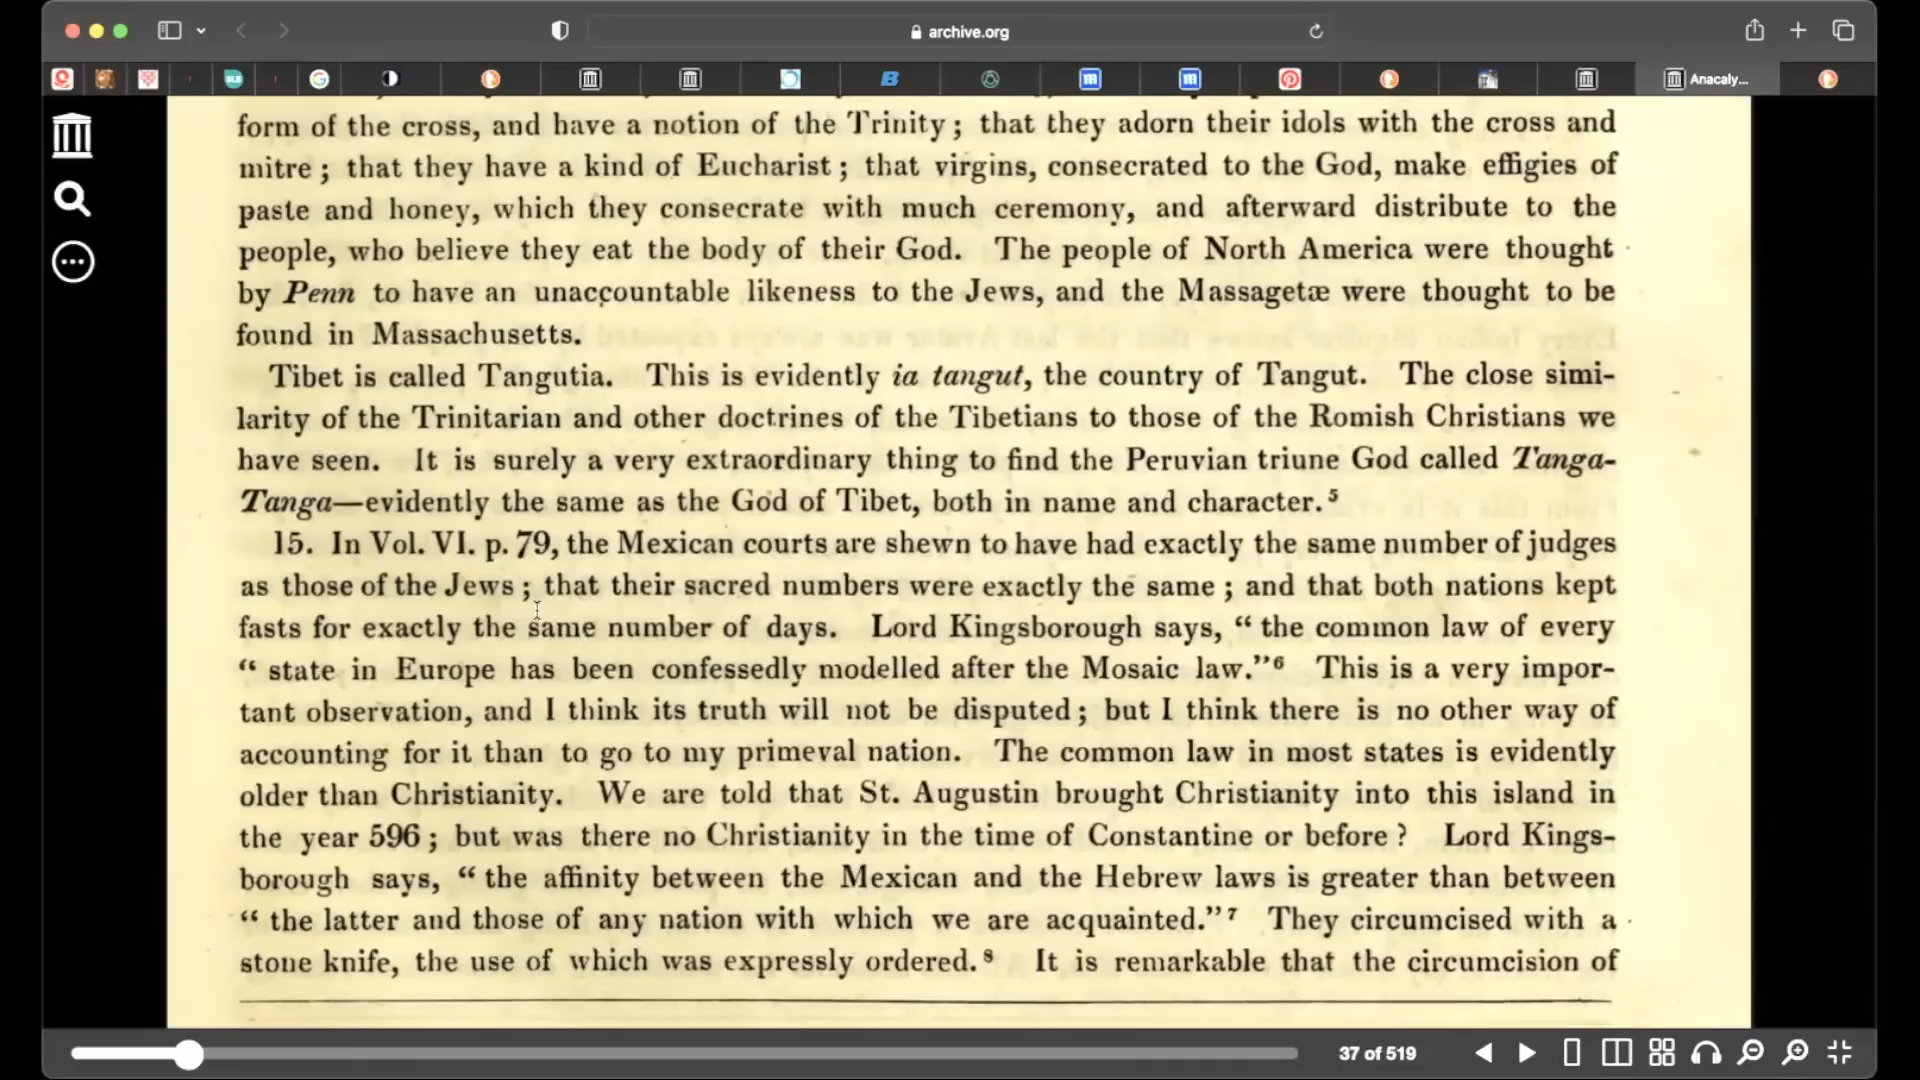 archive.org
Anacaly...
form of the cross, and have a notion of the Trinity; that they adorn their idols with the cross and
mitre; that they have a kind of Eucharist; that virgins, consecrated to the God, make effigies of
paste and honey, which they consecrate with much ceremony, and afterward distribute to the
people, who believe they eat the body of their God. The people of North America were thought
by Penn to have an unaccountable likeness to the Jews, and the Massagetæ were thought to be
found in Massachusetts.
Tibet is called Tangutia. This is evidently ia tangut, the country of Tangut. The close simi-
larity of the Trinitarian and other doctrines of the Tibetians to those of the Romish Christians we
have seen. It is surely a very extraordinary thing to find the Peruvian triune God called Tanga-
Tanga—evidently the same as the God of Tibet, both in name and character.⁵
15. In Vol. VI. p. 79, the Mexican courts are shewn to have had exactly the same number of judges
as those of the Jews; that their sacred numbers were exactly the same; and that both nations kept
fasts for exactly the same number of days. Lord Kingsborough says, “the common law of every
“state in Europe has been confessedly modelled after the Mosaic law.”⁶ This is a very impor-
tant observation, and I think its truth will not be disputed; but I think there is no other way of
accounting for it than to go to my primeval nation. The common law in most states is evidently
older than Christianity. We are told that St. Augustin brought Christianity into this island in
the year 596; but was there no Christianity in the time of Constantine or before? Lord Kings-
borough says, “the affinity between the Mexican and the Hebrew laws is greater than between
“the latter and those of any nation with which we are acquainted.”⁷ They circumcised with a
stone knife, the use of which was expressly ordered.⁸ It is remarkable that the circumcision of
37 of 519